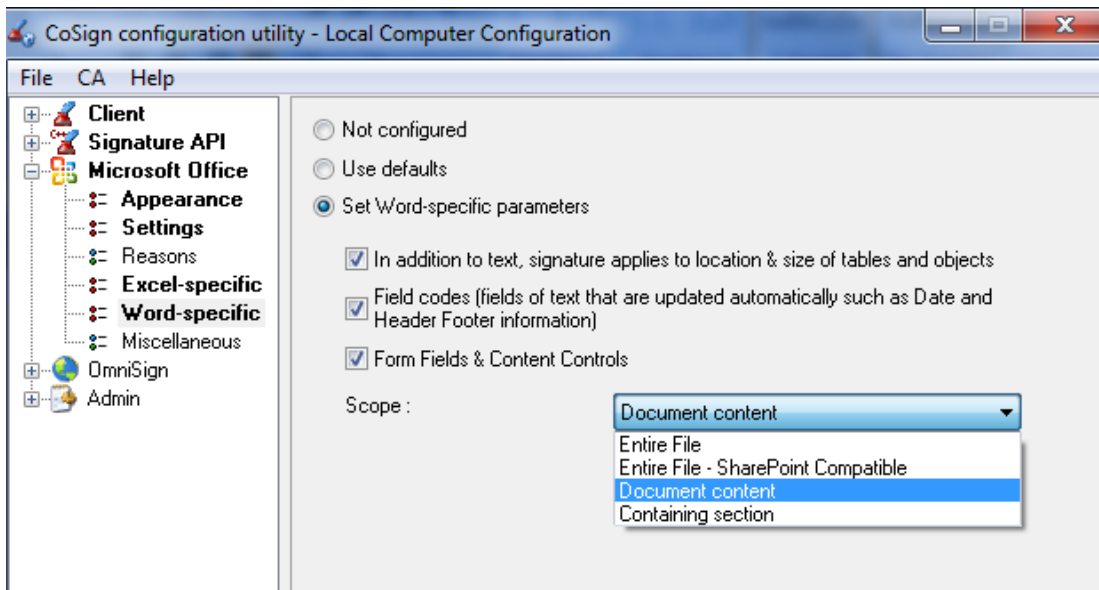 CoSign configuration utility - Local Computer Configuration
File CA Help
Client
Signature API
Microsoft Office
Appearance
Settings
Reasons
Excel-specific
Word-specific
Miscellaneous
OmniSign
Admin
Not configured
Use defaults
Set Word-specific parameters
In addition to text, signature applies to location & size of tables and objects
Field codes (fields of text that are updated automatically such as Date and
Header Footer information)
Form Fields & Content Controls
Scope :
Document content
Entire File
Entire File - SharePoint Compatible
Document content
Containing section